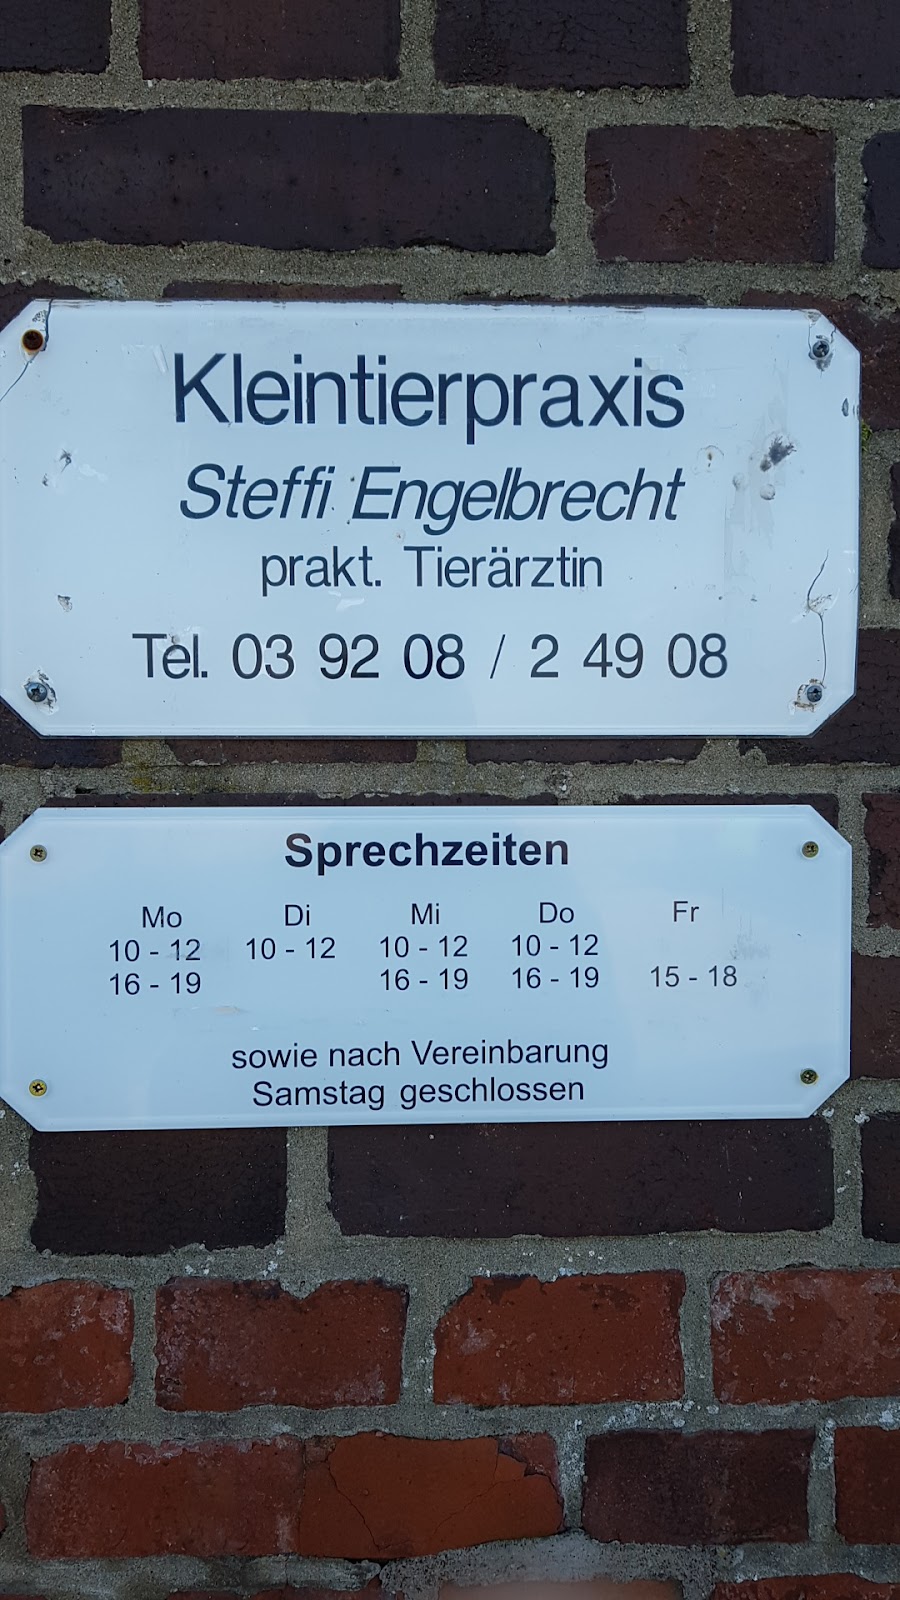 Kleintierpraxis
Steffi Engelbrecht
prakt. Tierärztin
Tel. 03 92 08 / 2 49 08
Sprechzeiten
Mo Di Mi Do Fr
10 - 12 10 - 12 10 - 12 10 - 12
16 - 19 16 - 19 16 - 19 15 - 18
sowie nach Vereinbarung
Samstag geschlossen